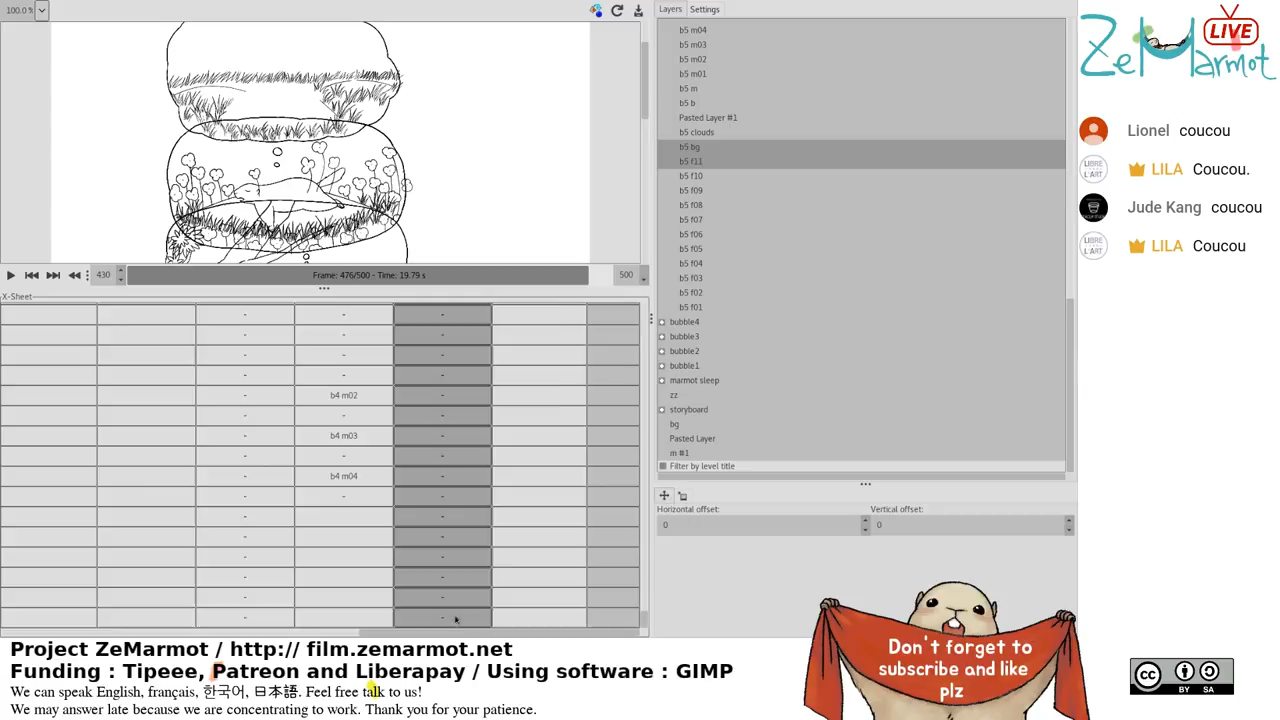 100.0 %
Layers Settings
LIVE
ZeMarmot
b5 m04
b5 m03
b5 m02
b5 m01
b5 m
b5 b
Pasted Layer #1
b5 clouds
b5 bg
b5 f11
b5 f10
b5 f09
b5 f08
b5 f07
b5 f06
b5 f05
b5 f04
b5 f03
b5 f02
b5 f01
bubble4
bubble3
bubble2
bubble1
marmot sleep
zz
storyboard
bg
Pasted Layer
m #1
Filter by level title
Lionel coucou
LIBRE L'ART LILA Coucou.
Jude Kang coucou
LIBRE L'ART LILA Coucou
430 Frame: 476/500 - Time: 19.79 s 500
X-Sheet
- - -
- - -
- - -
- - -
- b4 m02 -
- - -
- b4 m03 -
- - -
- b4 m04 -
- - -
- -
- -
- -
- -
- -
- -
Horizontal offset: Vertical offset:
0 0
Project ZeMarmot / http:// film.zemarmot.net
Funding : Tipeee, Patreon and Liberapay / Using software : GIMP
We can speak English, français, 한국어, 日本語. Feel free talk to us!
We may answer late because we are concentrating to work. Thank you for your patience.
Don't forget to
subscribe and like
plz
cc BY SA